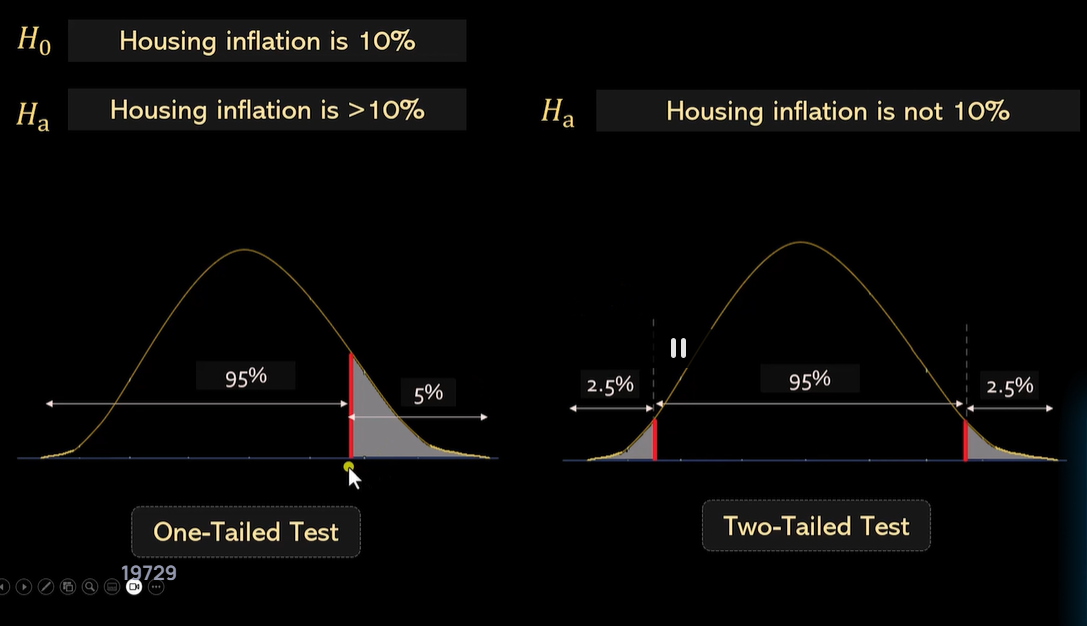 H₀ Housing inflation is 10%
Hₐ Housing inflation is >10%
Hₐ Housing inflation is not 10%
95%
5%
2.5%
95%
2.5%
One-Tailed Test
Two-Tailed Test
19729